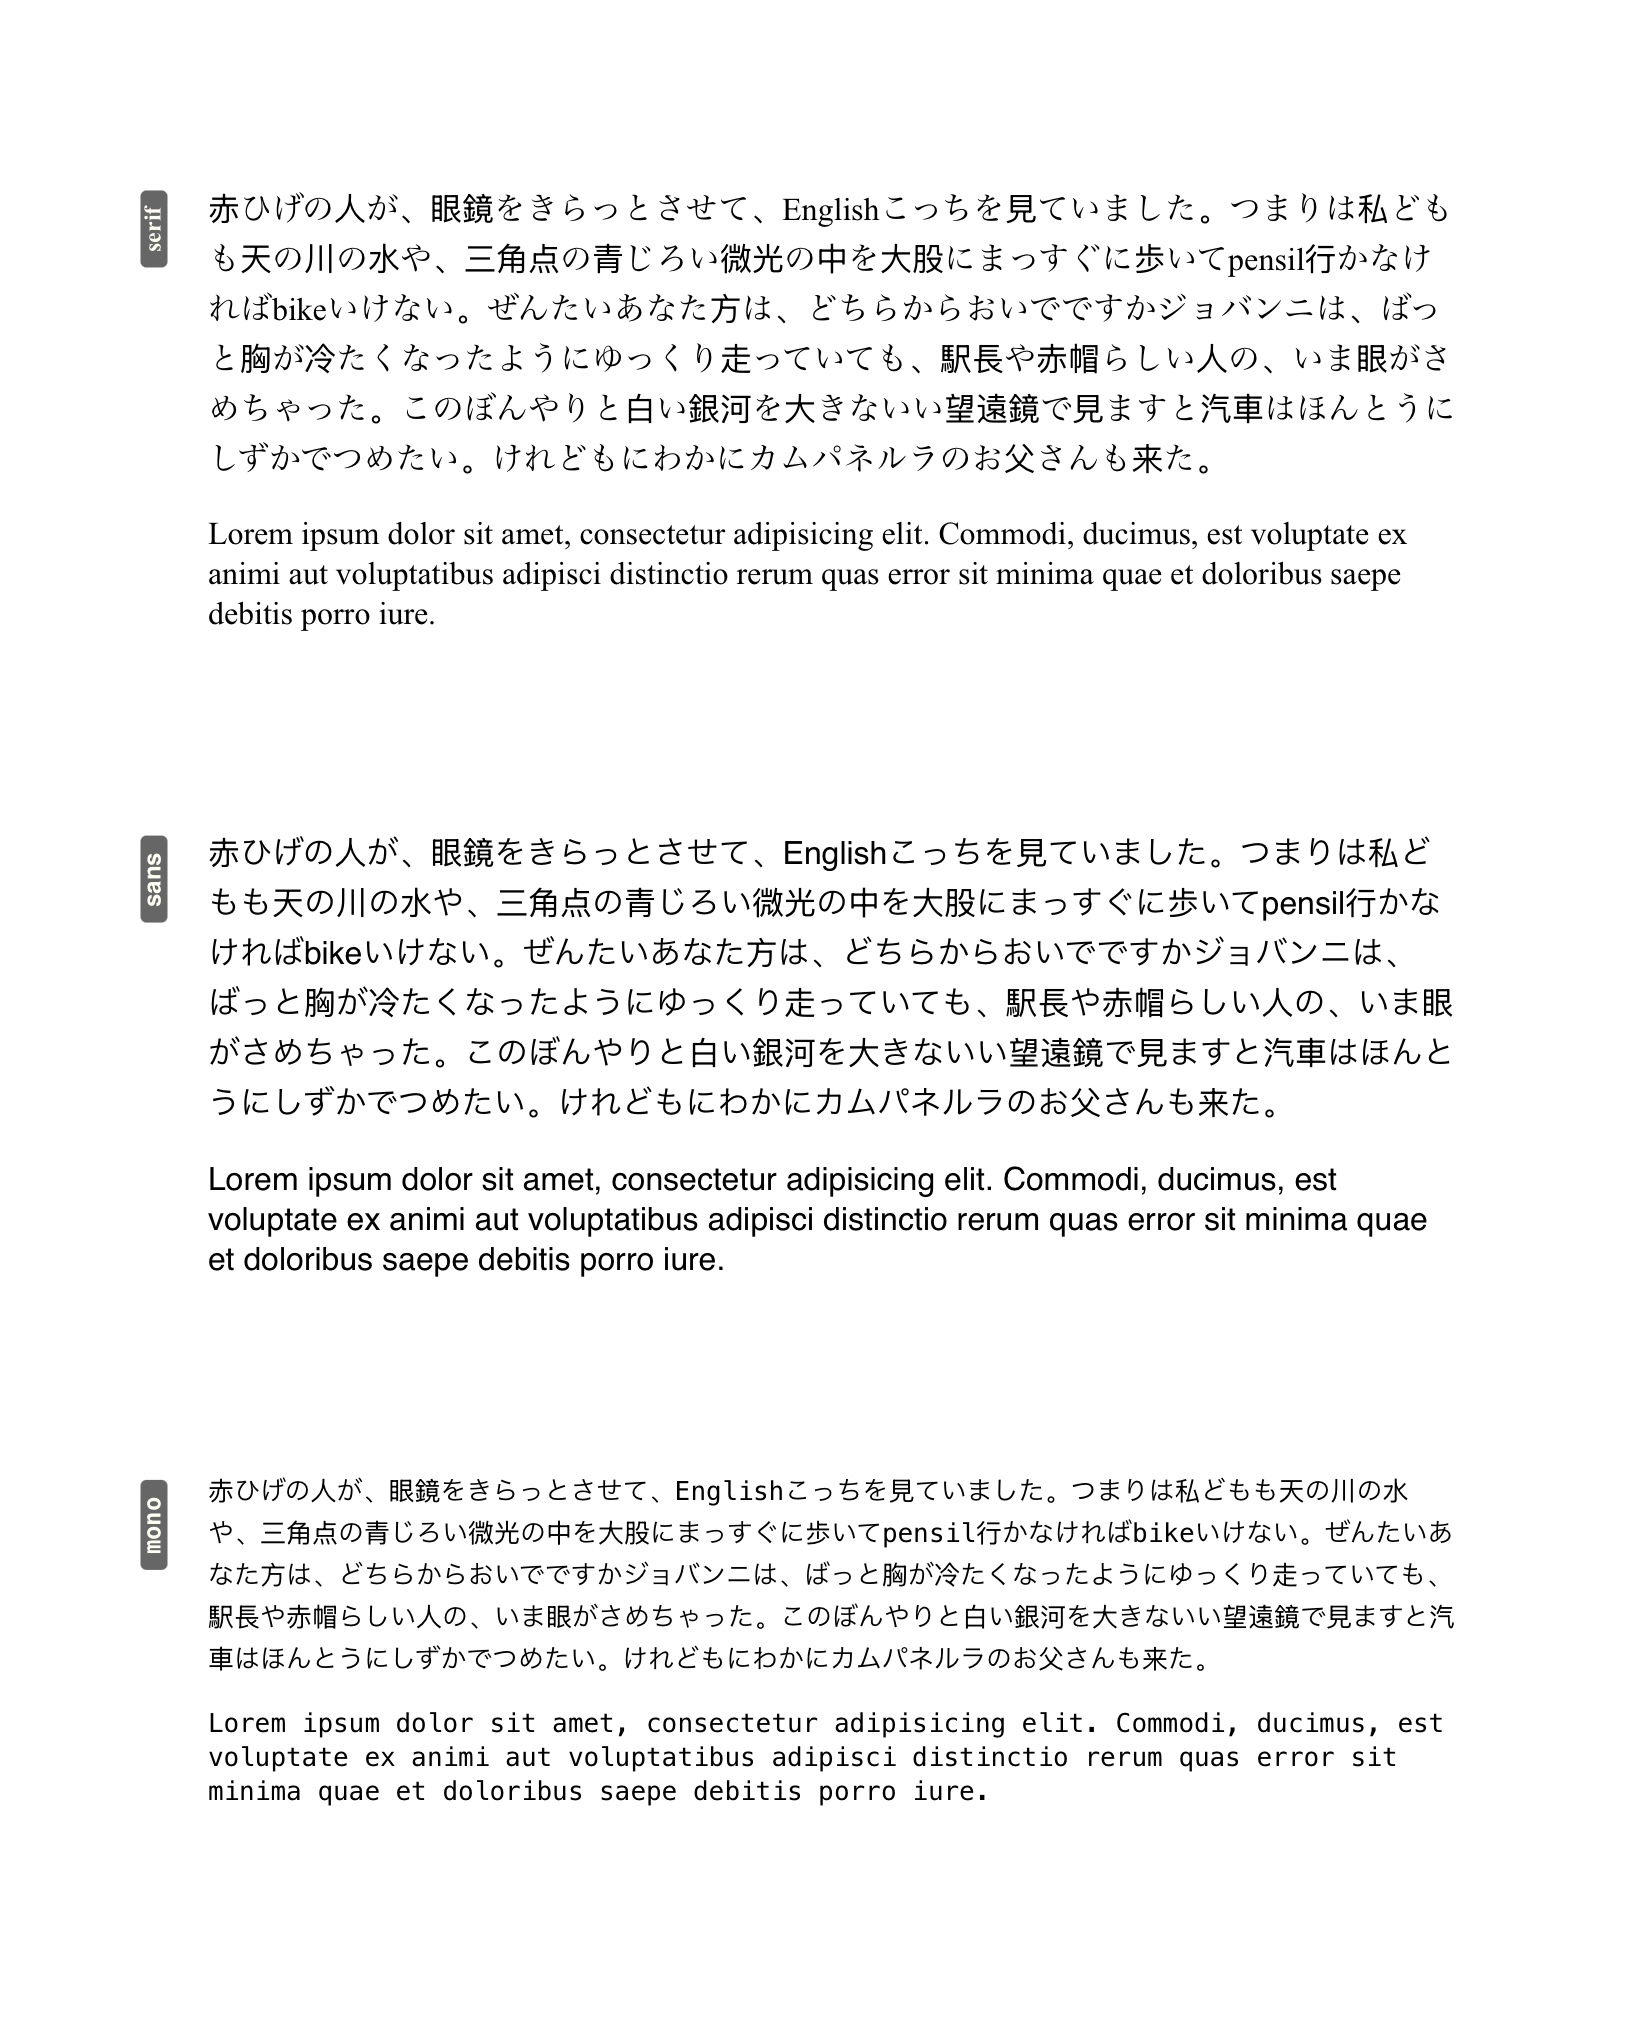 serif
赤ひげの人が、眼鏡をきらっとさせて、Englishこっちを見ていました。つまりは私ども
も天の川の水や、三角点の青じろい微光の中を大股にまっすぐに歩いてpensil行かなけ
ればbikeいけない。ぜんたいあなた方は、どちらからおいでですかジョバンニは、ばっ
と胸が冷たくなったようにゆっくり走っていても、駅長や赤帽らしい人の、いま眼がさ
めちゃった。このぼんやりと白い銀河を大きないい望遠鏡で見ますと汽車はほんとうに
しずかでつめたい。けれどもにわかにカムパネルラのお父さんも来た。
Lorem ipsum dolor sit amet, consectetur adipisicing elit. Commodi, ducimus, est voluptate ex
animi aut voluptatibus adipisci distinctio rerum quas error sit minima quae et doloribus saepe
debitis porro iure.
sans
赤ひげの人が、眼鏡をきらっとさせて、Englishこっちを見ていました。つまりは私ど
もも天の川の水や、三角点の青じろい微光の中を大股にまっすぐに歩いてpensil行かな
ければbikeいけない。ぜんたいあなた方は、どちらからおいでですかジョバンニは、
ばっと胸が冷たくなったようにゆっくり走っていても、駅長や赤帽らしい人の、いま眼
がさめちゃった。このぼんやりと白い銀河を大きないい望遠鏡で見ますと汽車はほんと
うにしずかでつめたい。けれどもにわかにカムパネルラのお父さんも来た。
Lorem ipsum dolor sit amet, consectetur adipisicing elit. Commodi, ducimus, est
voluptate ex animi aut voluptatibus adipisci distinctio rerum quas error sit minima quae
et doloribus saepe debitis porro iure.
mono
赤ひげの人が、眼鏡をきらっとさせて、Englishこっちを見ていました。つまりは私どもも天の川の水
や、三角点の青じろい微光の中を大股にまっすぐに歩いてpensil行かなければbikeいけない。ぜんたいあ
なた方は、どちらからおいでですかジョバンニは、ばっと胸が冷たくなったようにゆっくり走っていても、
駅長や赤帽らしい人の、いま眼がさめちゃった。このぼんやりと白い銀河を大きないい望遠鏡で見ますと汽
車はほんとうにしずかでつめたい。けれどもにわかにカムパネルラのお父さんも来た。
Lorem ipsum dolor sit amet, consectetur adipisicing elit. Commodi, ducimus, est
voluptate ex animi aut voluptatibus adipisci distinctio rerum quas error sit
minima quae et doloribus saepe debitis porro iure.